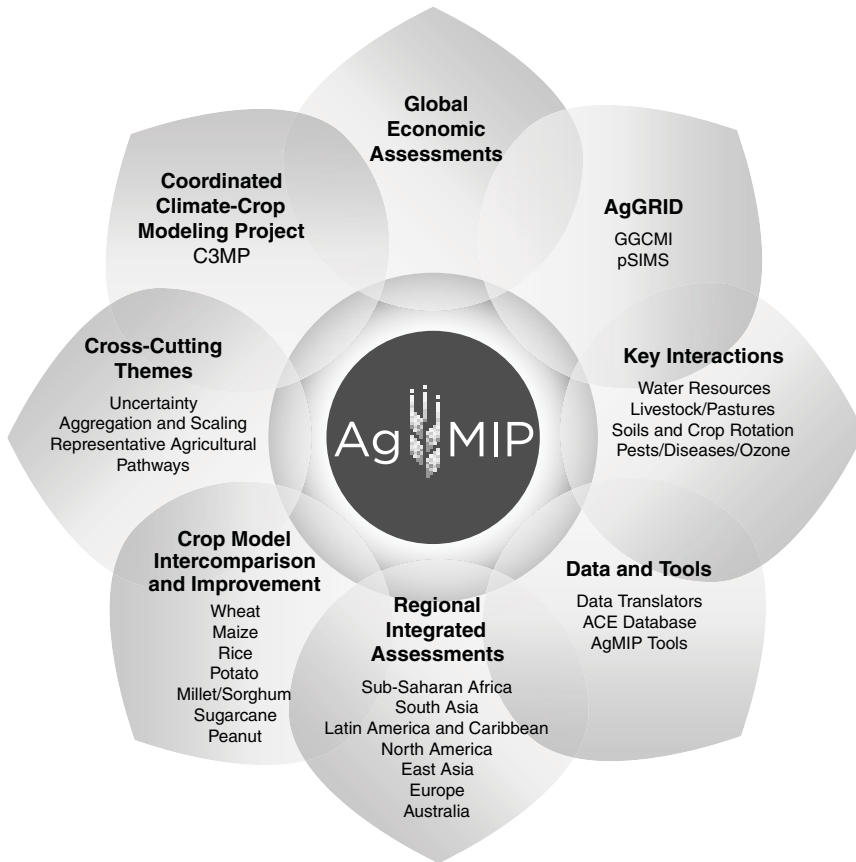 Global
Economic
Assessments
AgGRID
GGCMI
pSIMS
Key Interactions
Water Resources
Livestock/Pastures
Soils and Crop Rotation
Pests/Diseases/Ozone
Data and Tools
Data Translators
ACE Database
AgMIP Tools
Regional
Integrated
Assessments
Sub-Saharan Africa
South Asia
Latin America and Caribbean
North America
East Asia
Europe
Australia
Crop Model
Intercomparison
and Improvement
Wheat
Maize
Rice
Potato
Millet/Sorghum
Sugarcane
Peanut
Cross-Cutting
Themes
Uncertainty
Aggregation and Scaling
Representative Agricultural
Pathways
Coordinated
Climate-Crop
Modeling Project
C3MP
AgMIP